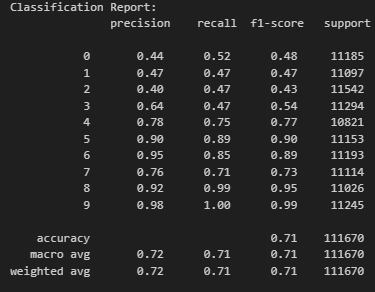 Classification Report:
precision recall f1-score support
0 0.44 0.52 0.48 11185
1 0.47 0.47 0.47 11097
2 0.40 0.47 0.43 11542
3 0.64 0.47 0.54 11294
4 0.78 0.75 0.77 10821
5 0.90 0.89 0.90 11153
6 0.95 0.85 0.89 11193
7 0.76 0.71 0.73 11114
8 0.92 0.99 0.95 11026
9 0.98 1.00 0.99 11245
accuracy 0.71 111670
macro avg 0.72 0.71 0.71 111670
weighted avg 0.72 0.71 0.71 111670